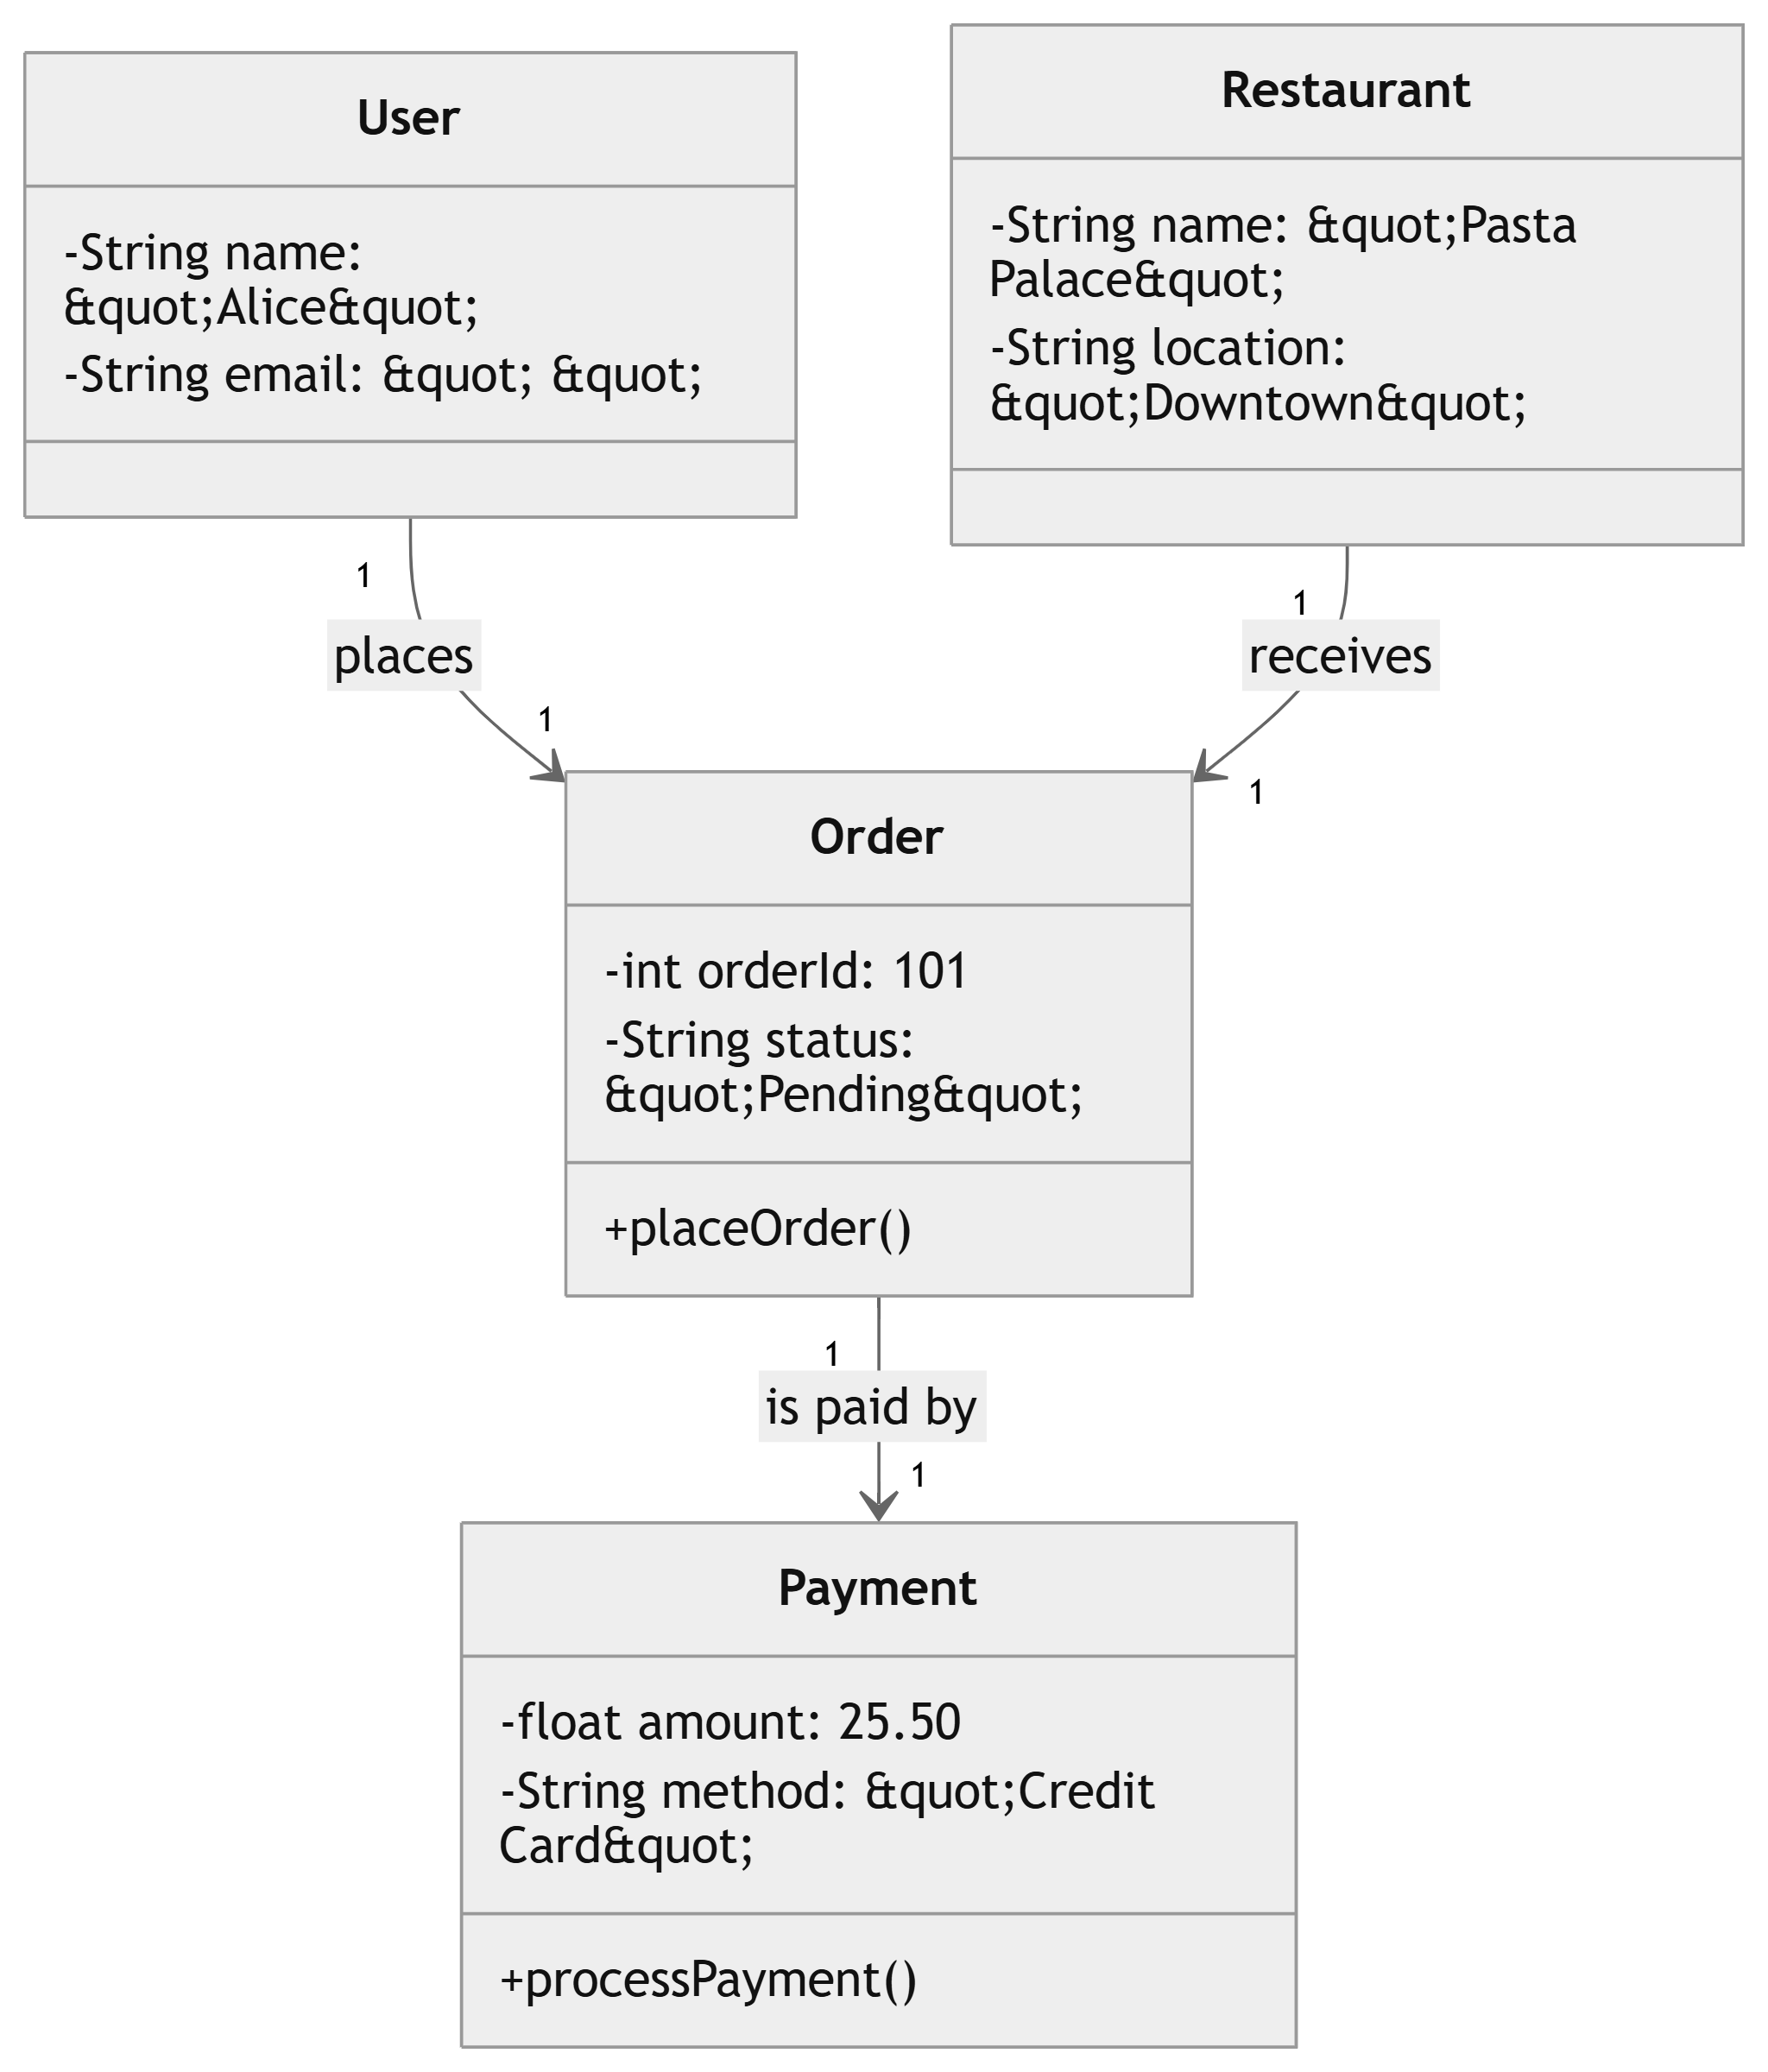 User
-String name:
&quot;Alice&quot;
-String email: &quot; &quot;
Restaurant
-String name: &quot;Pasta
Palace&quot;
-String location:
&quot;Downtown&quot;
1
places
1
1
receives
1
Order
-int orderId: 101
-String status:
&quot;Pending&quot;
+placeOrder()
1
is paid by
1
Payment
-float amount: 25.50
-String method: &quot;Credit
Card&quot;
+processPayment()